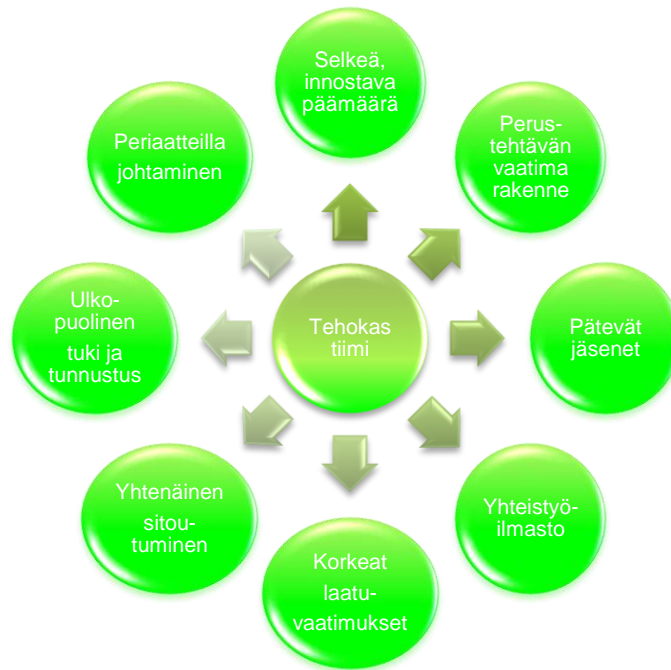 Selkeä,
innostava
päämäärä
Perus-
tehtävän
vaatima
rakenne
Pätevät
jäsenet
Yhteistyö-
ilmasto
Korkeat
laatu-
vaatimukset
Yhtenäinen
sitou-
tuminen
Ulko-
puolinen
tuki ja
tunnustus
Periaatteilla
johtaminen
Tehokas
tiimi